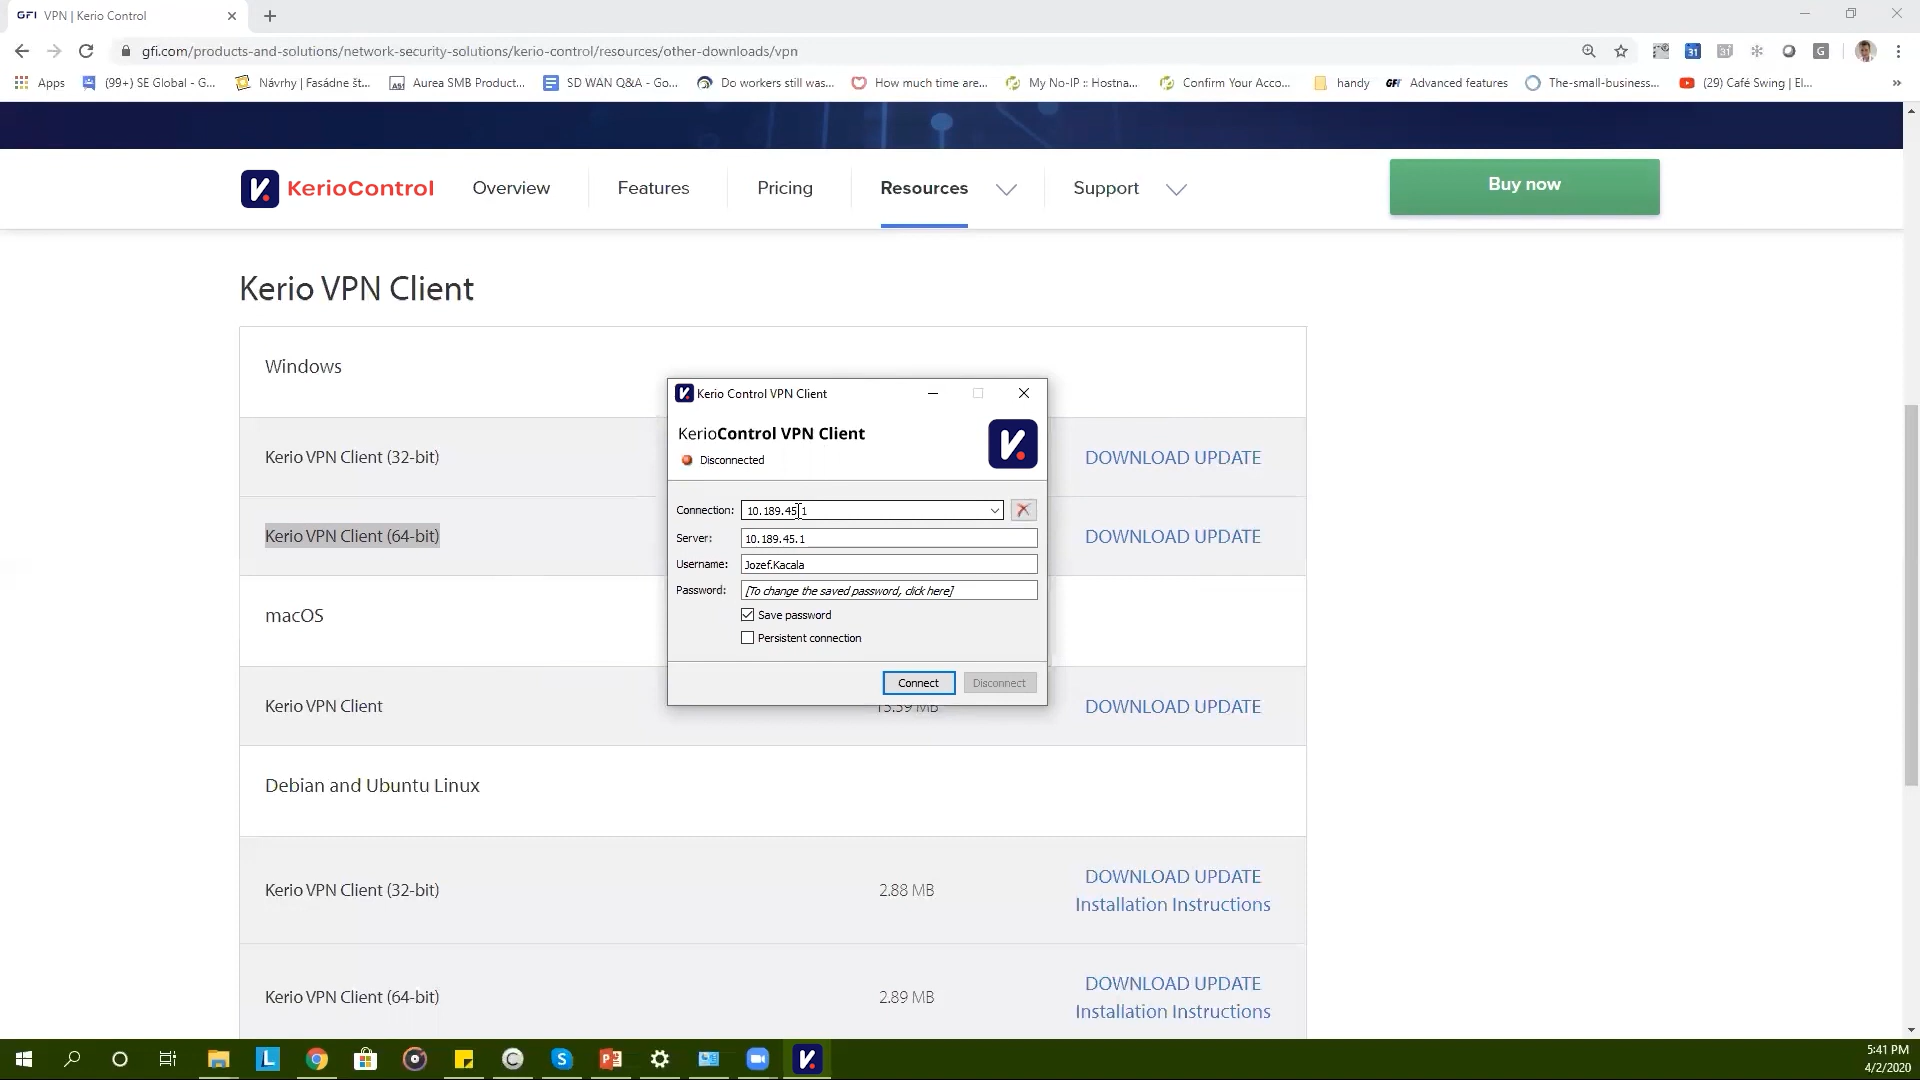 GFI VPN | Kerio Control
gfi.com/products-and-solutions/network-security-solutions/kerio-control/resources/other-downloads/vpn
Apps
(99+) SE Global - G...
Návrhy | Fasádne št...
Aurea SMB Product...
SD WAN Q&A - Go...
Do workers still was...
How much time are...
My No-IP :: Hostna...
Confirm Your Acco...
handy
GFI Advanced features
The-small-business...
(29) Café Swing | El...
»
KerioControl
Overview
Features
Pricing
Resources
Support
Buy now
Kerio VPN Client
Windows
Kerio VPN Client (32-bit)
DOWNLOAD UPDATE
Kerio VPN Client (64-bit)
DOWNLOAD UPDATE
macOS
Kerio VPN Client
13.59 MB
DOWNLOAD UPDATE
Debian and Ubuntu Linux
Kerio VPN Client (32-bit)
2.88 MB
DOWNLOAD UPDATE
Installation Instructions
Kerio VPN Client (64-bit)
2.89 MB
DOWNLOAD UPDATE
Installation Instructions
Kerio Control VPN Client
KerioControl VPN Client
Disconnected
Connection: 10.189.45.1
Server: 10.189.45.1
Username: Jozef.Kacala
Password: [To change the saved password, click here]
Save password
Persistent connection
Connect
Disconnect
5:41 PM
4/2/2020